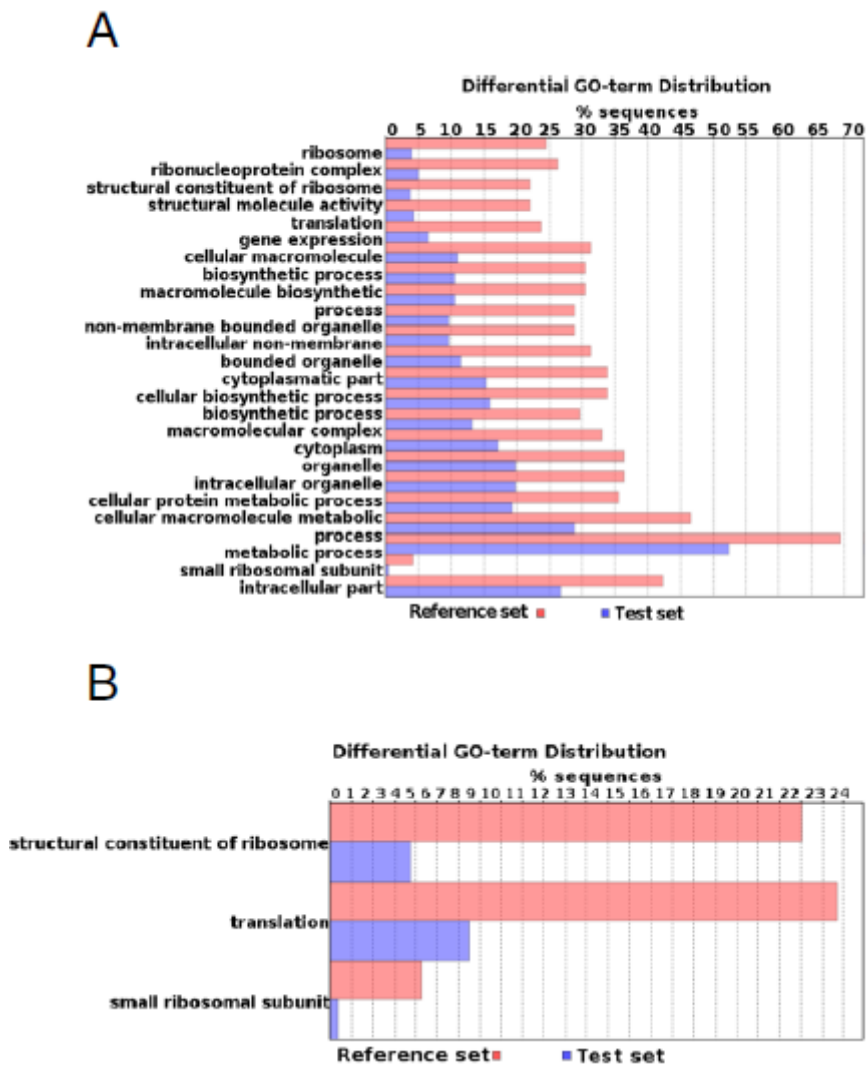 A
Differential GO-term Distribution
% sequences
0 5 10 15 20 25 30 35 40 45 50 55 60 65 70
ribosome
ribonucleoprotein complex
structural constituent of ribosome
structural molecule activity
translation
gene expression
cellular macromolecule
biosynthetic process
macromolecule biosynthetic
process
non-membrane bounded organelle
intracellular non-membrane
bounded organelle
cytoplasmatic part
cellular biosynthetic process
biosynthetic process
macromolecular complex
cytoplasm
organelle
intracellular organelle
cellular protein metabolic process
cellular macromolecule metabolic
process
metabolic process
small ribosomal subunit
intracellular part
Reference set Test set
B
Differential GO-term Distribution
% sequences
0 1 2 3 4 5 6 7 8 9 10 11 12 13 14 15 16 17 18 19 20 21 22 23 24
structural constituent of ribosome
translation
small ribosomal subunit
Reference set Test set